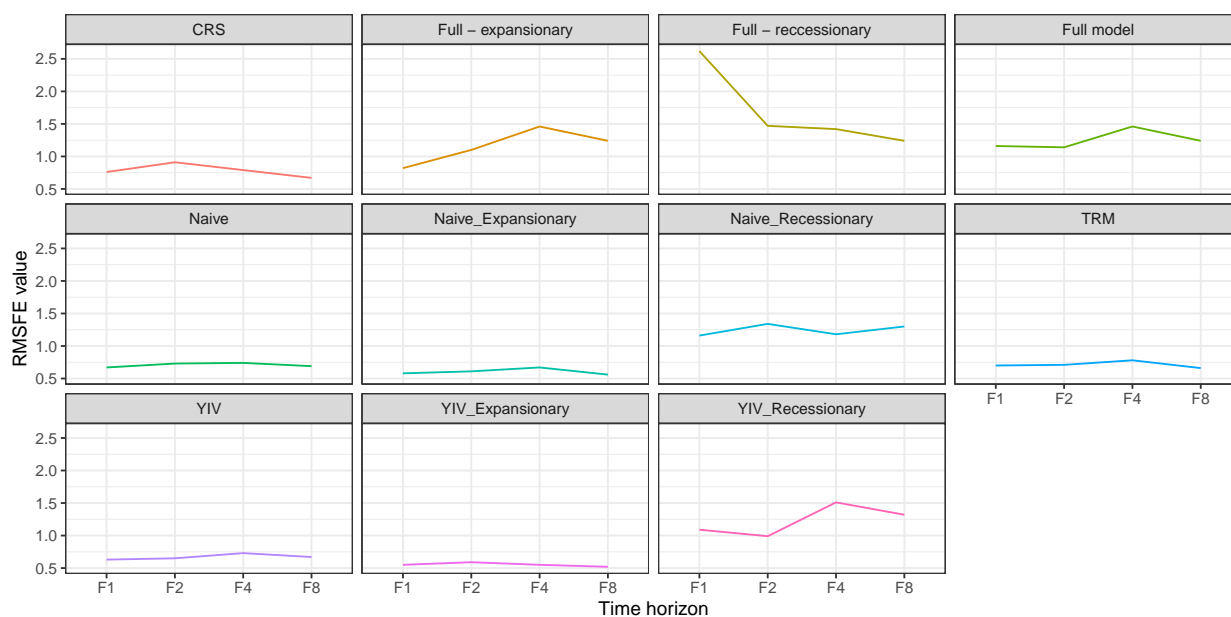 CRS
Full − expansionary
Full − reccessionary
Full model
2.5
2.0
1.5
1.0
0.5
Naive
Naive_Expansionary
Naive_Recessionary
TRM
2.5
2.0
1.5
1.0
0.5
F1 F2 F4 F8
YIV
YIV_Expansionary
YIV_Recessionary
2.5
2.0
1.5
1.0
0.5
F1 F2 F4 F8
F1 F2 F4 F8
F1 F2 F4 F8
RMSFE value
Time horizon